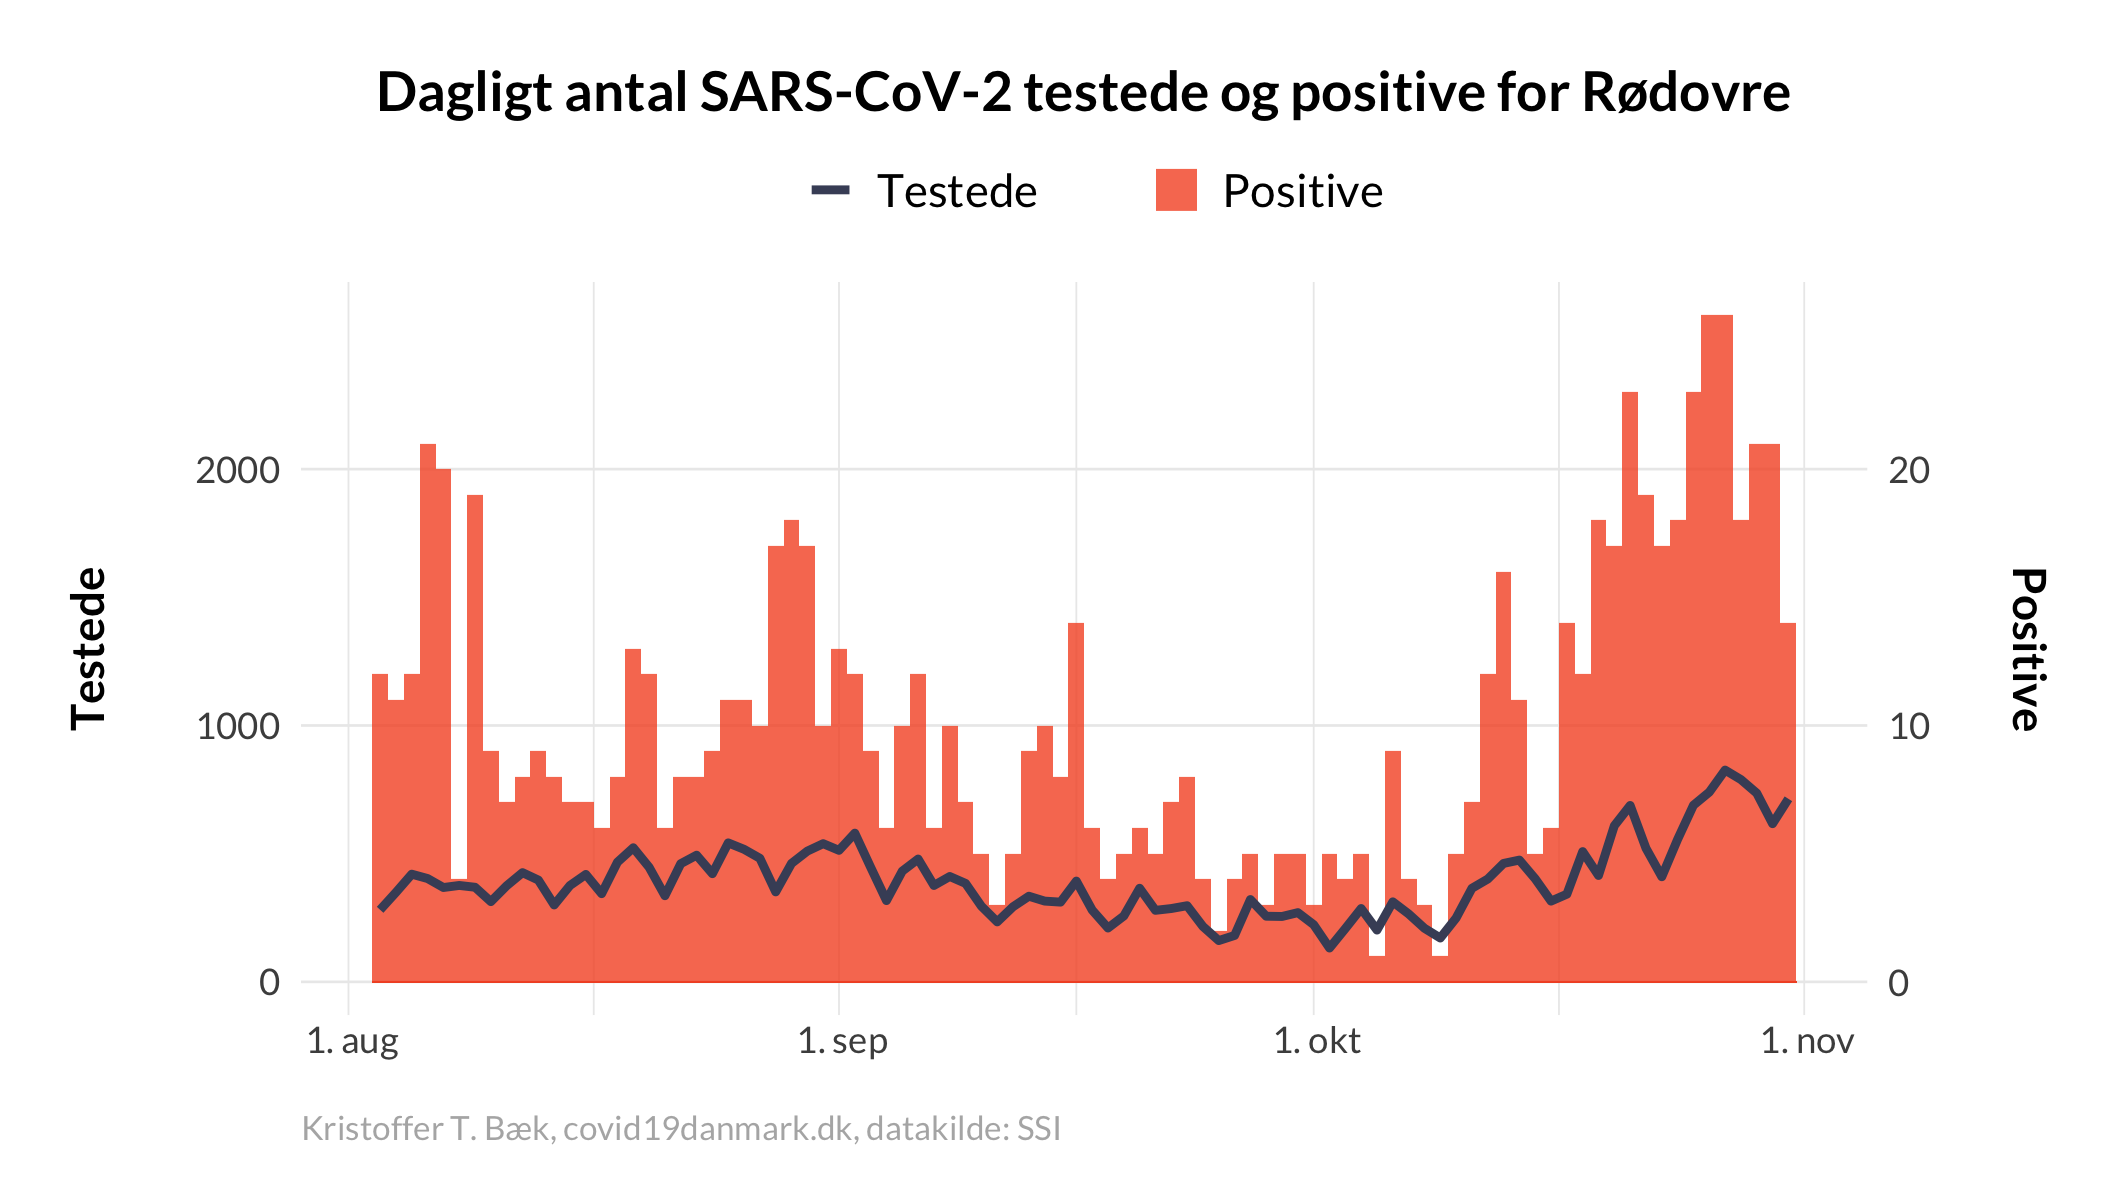 Dagligt antal SARS-CoV-2 testede og positive for Rødovre
Testede
Positive
Testede
2000
1000
0
20
10
0
Positive
1. aug
1. sep
1. okt
1. nov
Kristoffer T. Bæk, covid19danmark.dk, datakilde: SSI